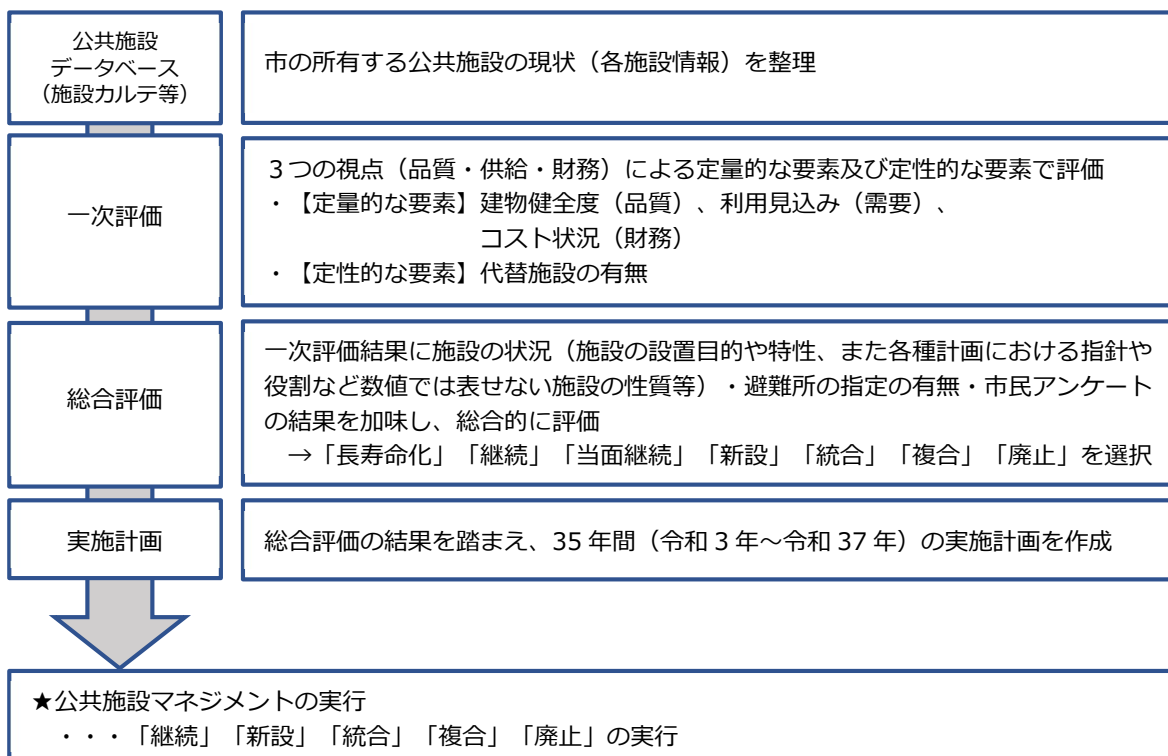 公共施設
データベース
(施設カルテ等)
市の所有する公共施設の現状（各施設情報）を整理
一次評価
３つの視点（品質・供給・財務）による定量的な要素及び定性的な要素で評価
・【定量的な要素】建物健全度（品質）、利用見込み（需要）、
コスト状況（財務）
・【定性的な要素】代替施設の有無
総合評価
一次評価結果に施設の状況（施設の設置目的や特性、また各種計画における指針や
役割など数値では表せない施設の性質等）・避難所の指定の有無・市民アンケート
の結果を加味し、総合的に評価
→「長寿命化」「継続」「当面継続」「新設」「統合」「複合」「廃止」を選択
実施計画
総合評価の結果を踏まえ、35 年間（令和 3 年～令和 37 年）の実施計画を作成
★公共施設マネジメントの実行
・・・「継続」「新設」「統合」「複合」「廃止」の実行